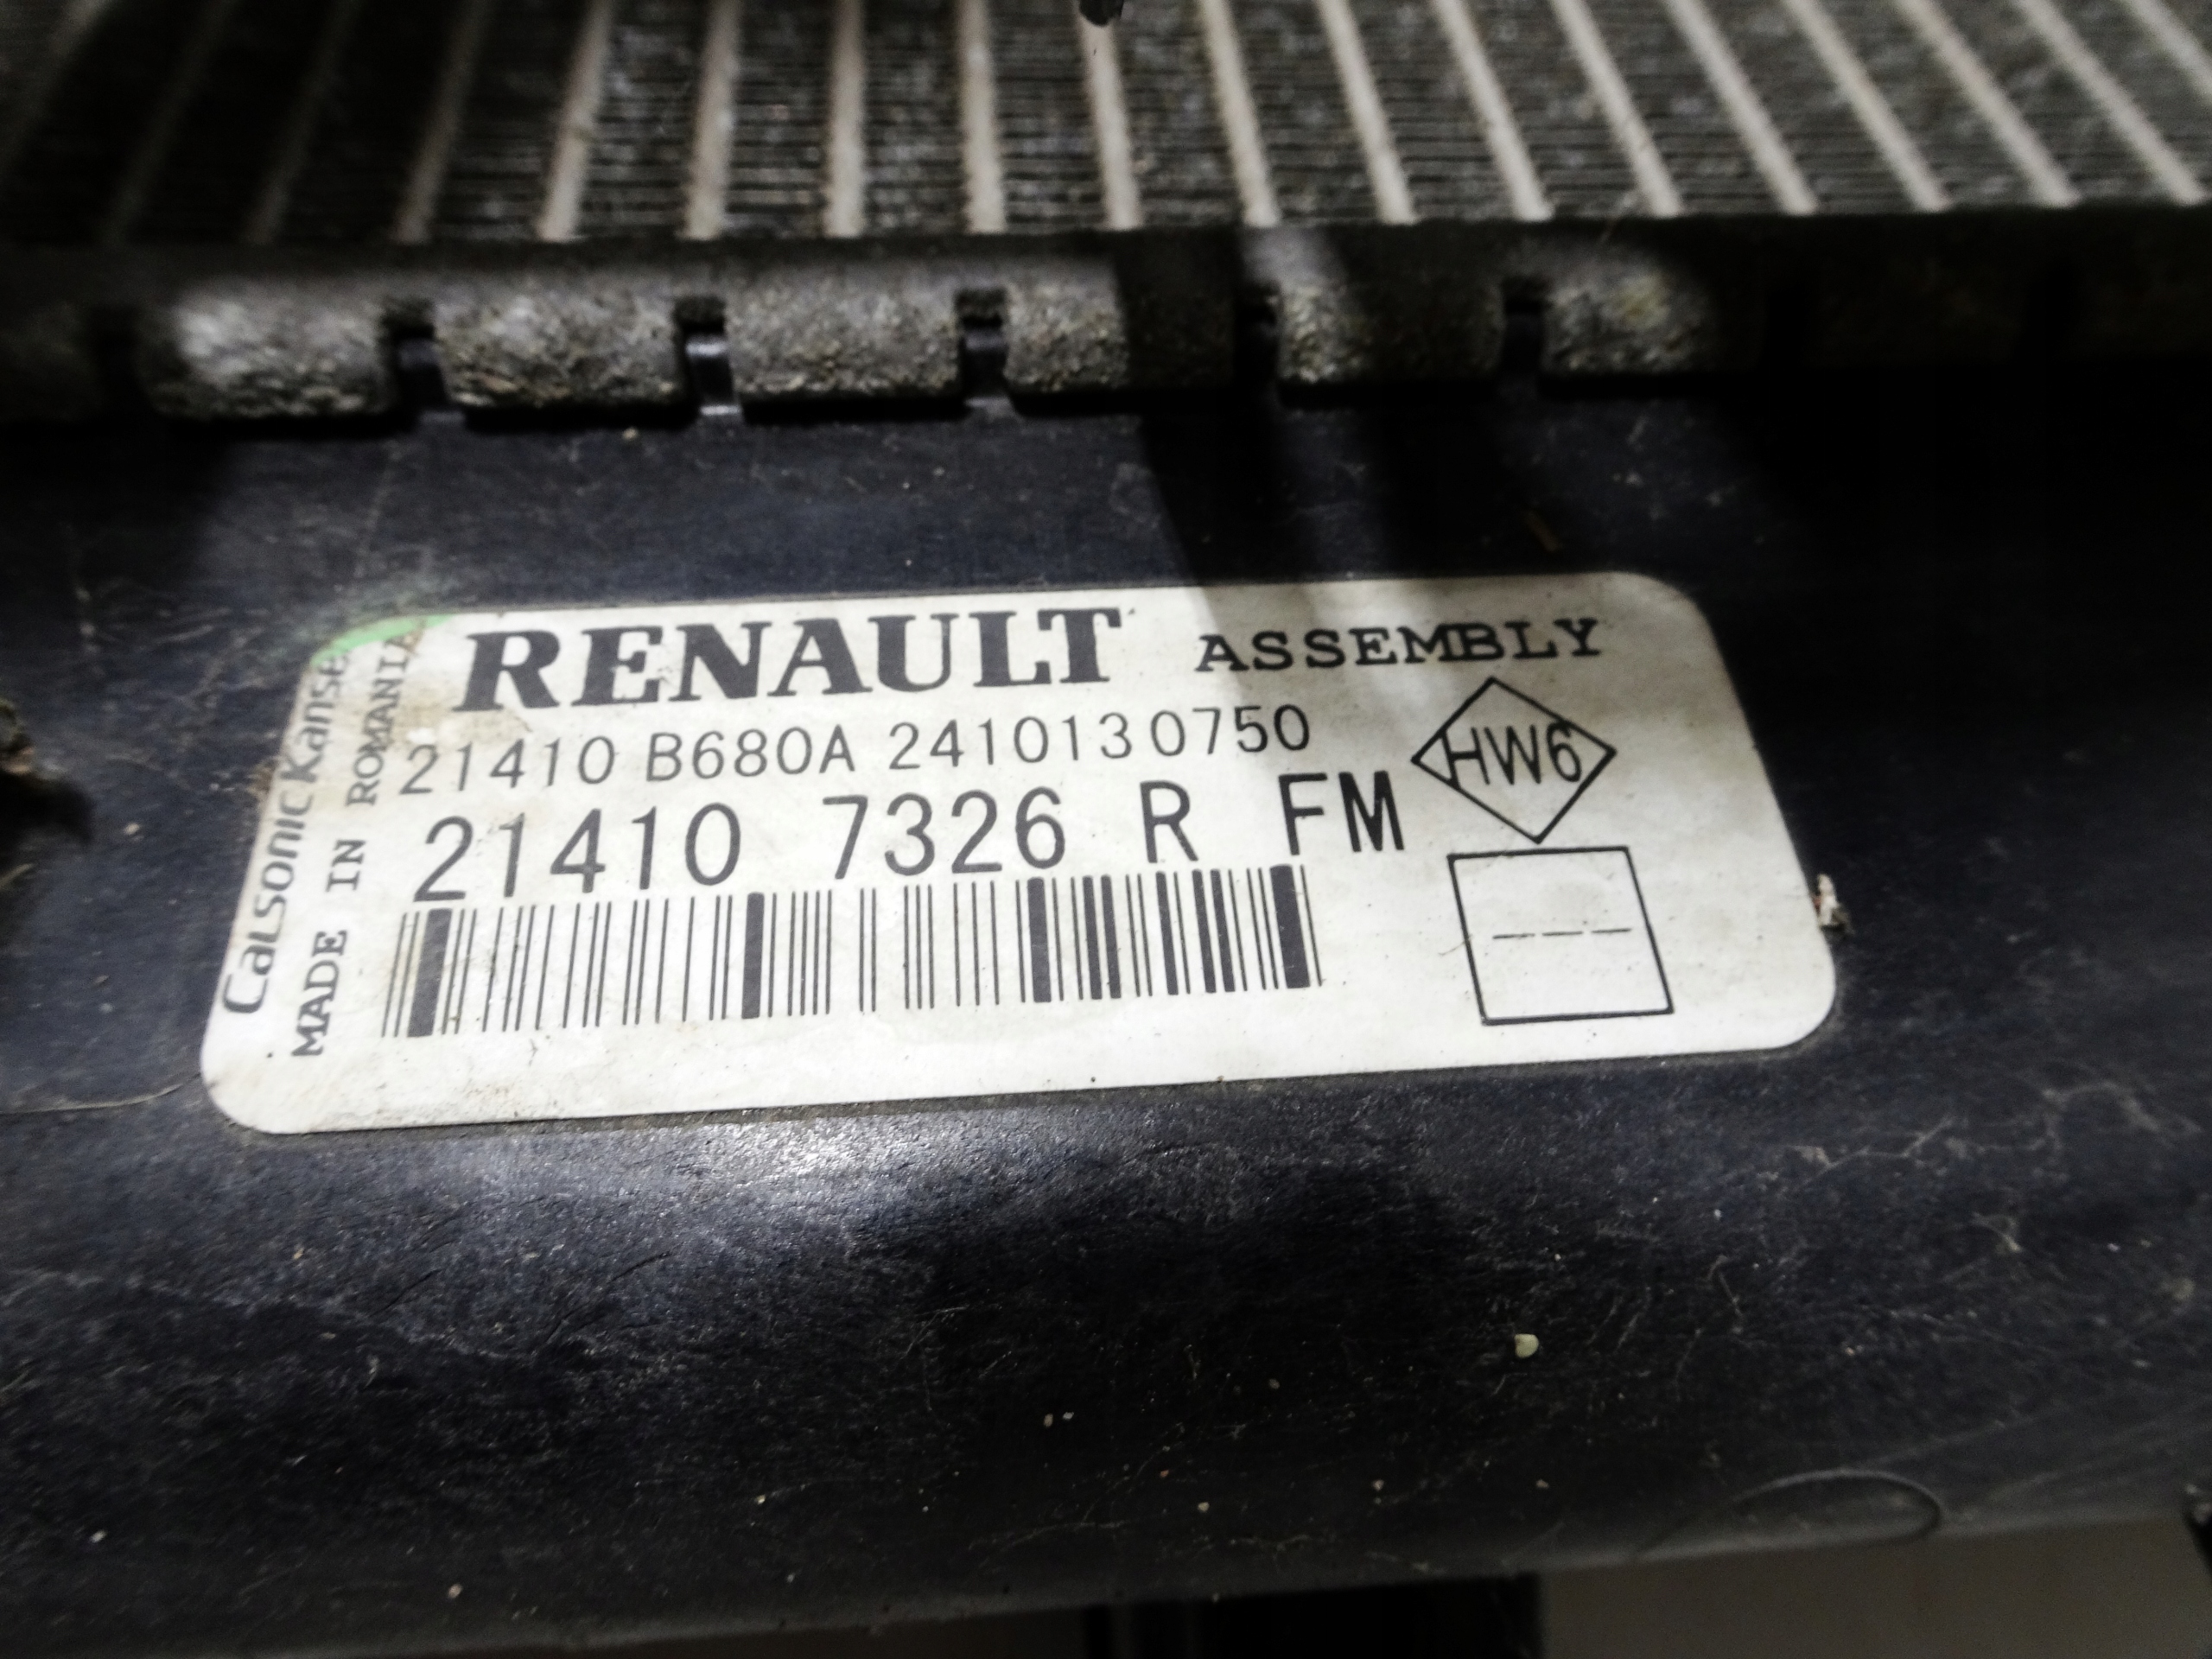 RENAULT ASSEMBLY
21410 B680A 2410130750
HW6
21410 7326 R FM
Calsonic Kansei
MADE IN ROMANIA